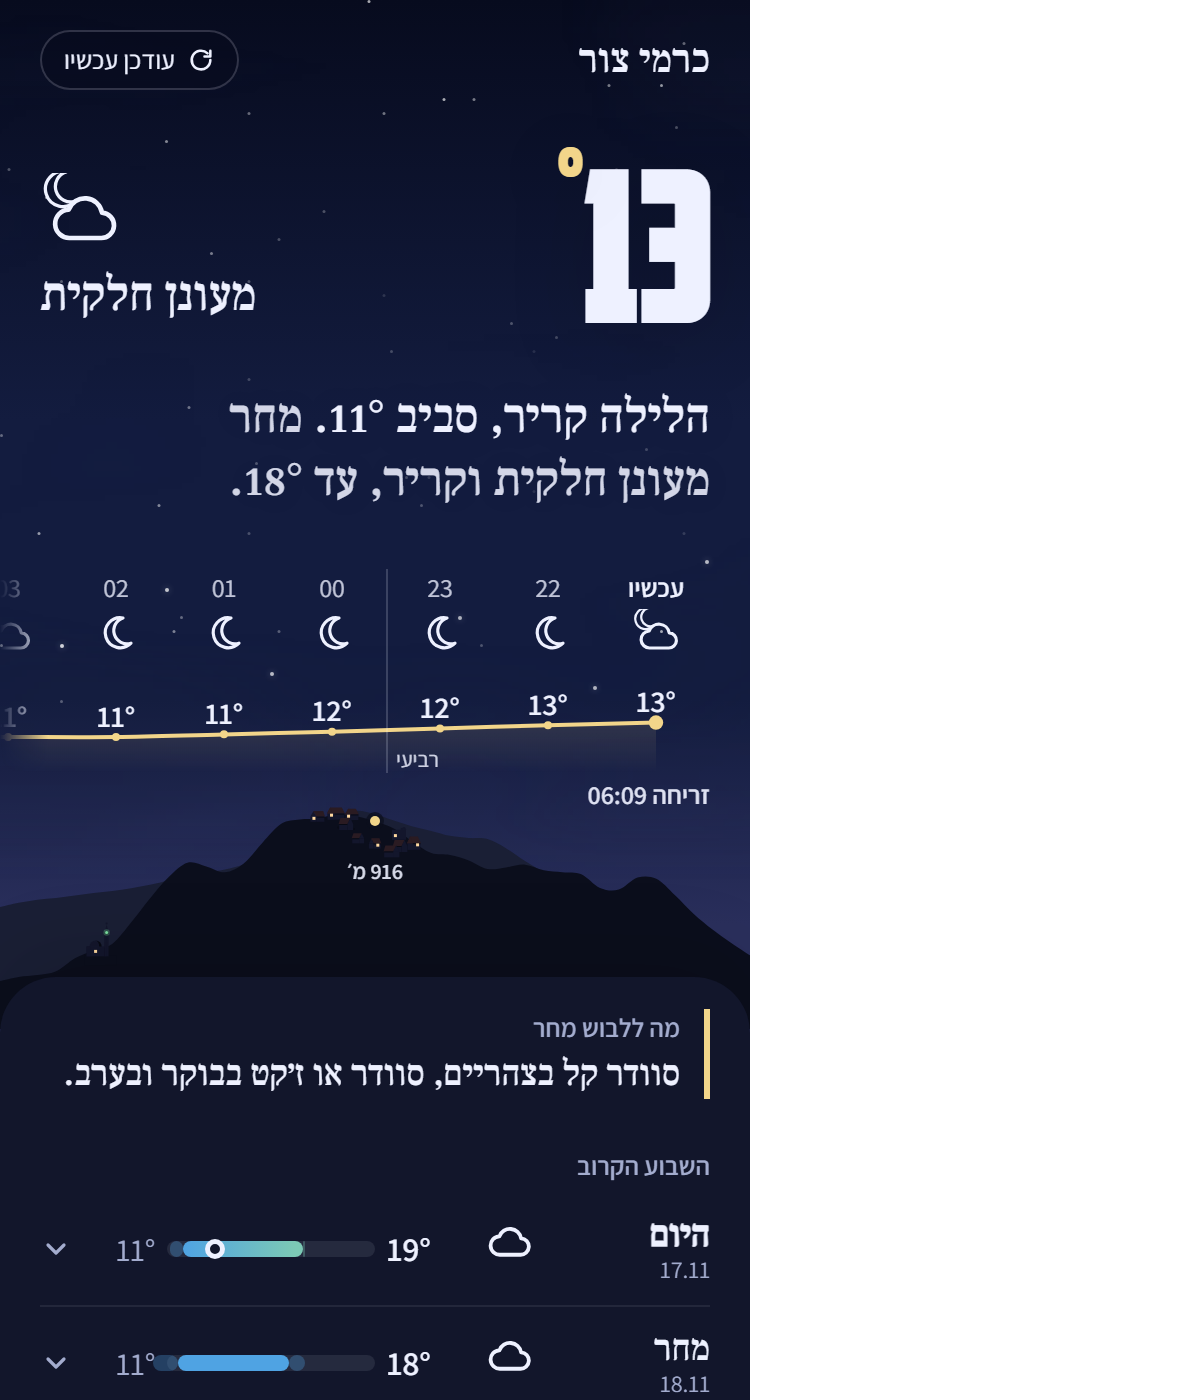 כרמי צור
עודכן עכשיו
13°
מעונן חלקית
הלילה קריר, סביב 11°. מחר
מעונן חלקית וקריר, עד 18°.
עכשיו 22 23 00 01 02 03
13° 13° 12° 12° 11° 11° 1°
רביעי
זריחה 06:09
916 מ׳
מה ללבוש מחר
סוודר קל בצהריים, סוודר או ז׳קט בבוקר ובערב.
השבוע הקרוב
היום 19° 11°
17.11
מחר 18° 11°
18.11